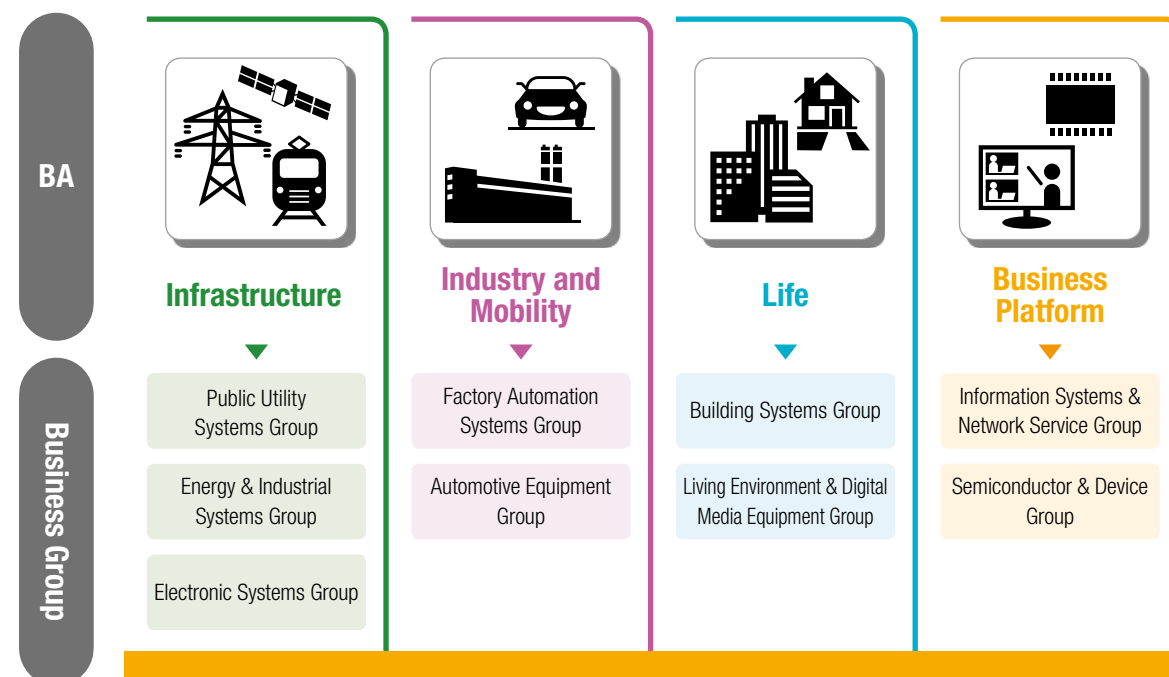 BA
Infrastructure
Industry and
Mobility
Life
Business
Platform
Business Group
Public Utility
Systems Group
Energy & Industrial
Systems Group
Electronic Systems Group
Factory Automation
Systems Group
Automotive Equipment
Group
Building Systems Group
Living Environment & Digital
Media Equipment Group
Information Systems &
Network Service Group
Semiconductor & Device
Group